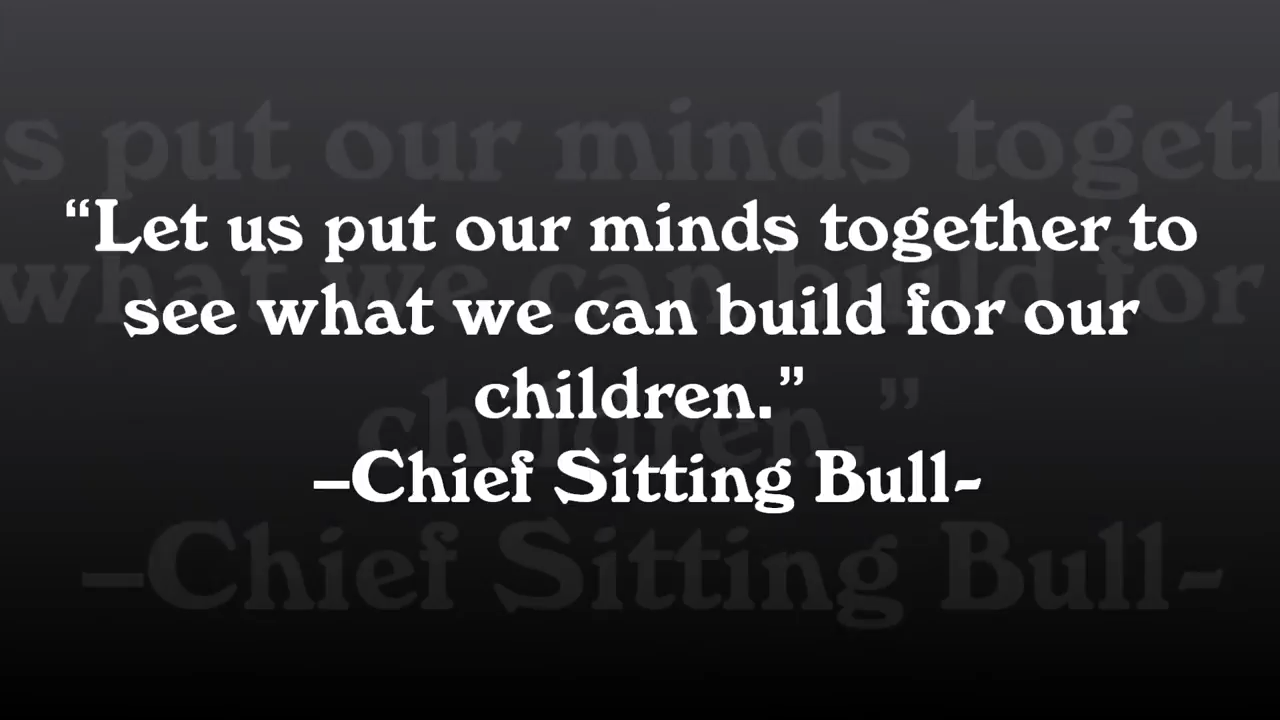 “Let us put our minds together to
see what we can build for our
children.”
–Chief Sitting Bull-